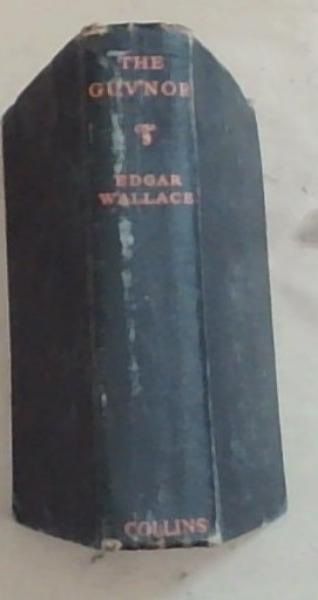 THE
GUV'NOR
EDGAR
WALLACE
COLLINS